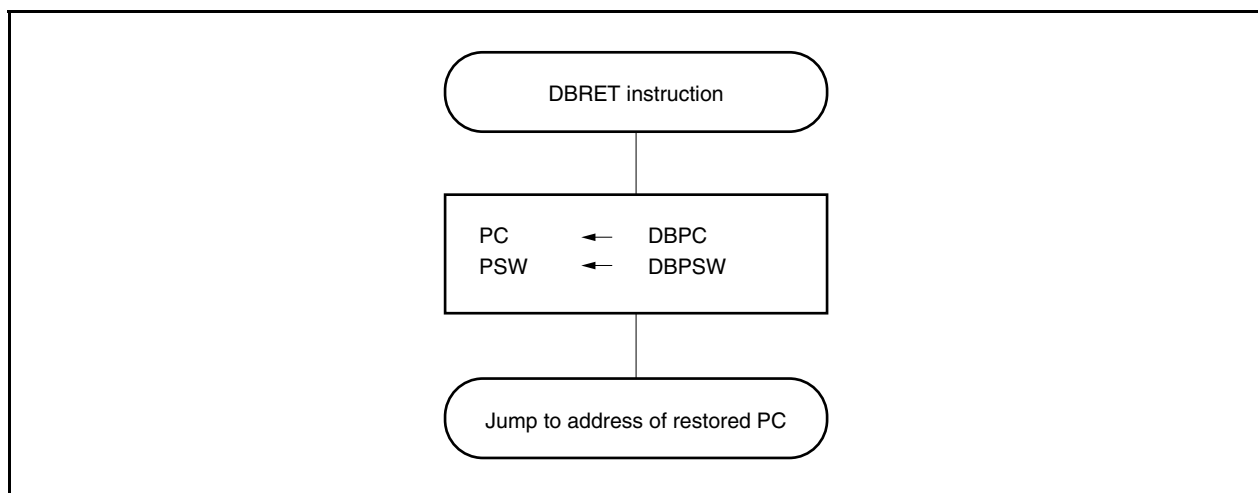 DBRET instruction
PC ← DBPC
PSW ← DBPSW
Jump to address of restored PC